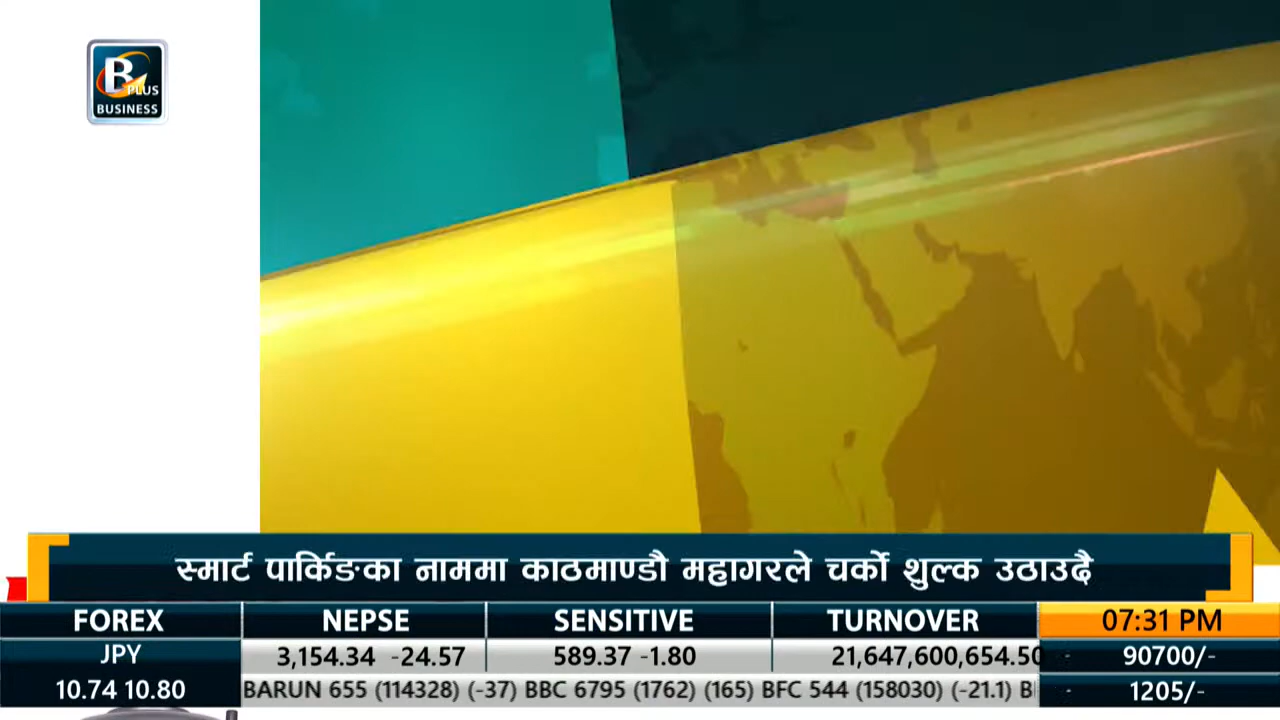 B
PLUS
BUSINESS
स्मार्ट पार्किङका नाममा काठमाण्डौ महागरले चर्को शुल्क उठाउदै
FOREX NEPSE SENSITIVE TURNOVER 07:31 PM
JPY 3,154.34 -24.57 589.37 -1.80 21,647,600,654.50 - 90700/-
10.74 10.80 BARUN 655 (114328) (-37) BBC 6795 (1762) (165) BFC 544 (158030) (-21.1) - 1205/-